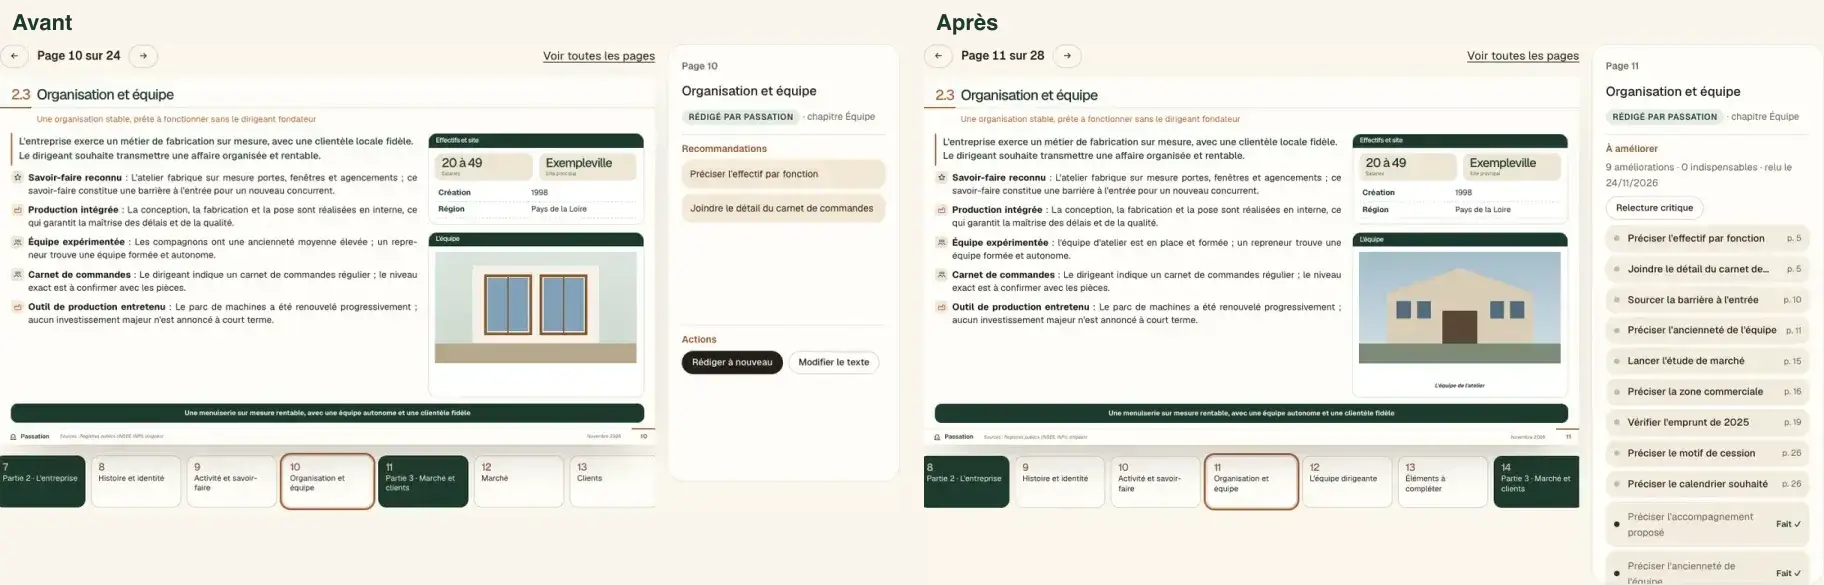 Avant
← Page 10 sur 24 →
Voir toutes les pages
2.3 Organisation et équipe
Une organisation stable, prête à fonctionner sans le dirigeant fondateur
L'entreprise exerce un métier de fabrication sur mesure, avec une clientèle locale fidèle.
Le dirigeant souhaite transmettre une affaire organisée et rentable.
Savoir-faire reconnu : L'atelier fabrique sur mesure portes, fenêtres et agencements ; ce
savoir-faire constitue une barrière à l'entrée pour un nouveau concurrent.
Production intégrée : La conception, la fabrication et la pose sont réalisées en interne, ce
qui garantit la maîtrise des délais et de la qualité.
Équipe expérimentée : Les compagnons ont une ancienneté moyenne élevée ; un repre-
neur trouve une équipe formée et autonome.
Carnet de commandes : Le dirigeant indique un carnet de commandes régulier ; le niveau
exact est à confirmer avec les pièces.
Outil de production entretenu : Le parc de machines a été renouvelé progressivement ;
aucun investissement majeur n'est annoncé à court terme.
Effectifs et site
20 à 49
Salariés
Exempleville
Site principal
Création 1998
Région Pays de la Loire
L'équipe
Une menuiserie sur mesure rentable, avec une équipe autonome et une clientèle fidèle
Passation
Sources : Registres publics (INSEE, INPI), dirigeant
Novembre 2026
10
7
Partie 2 · L'entreprise
8
Histoire et identité
9
Activité et savoir-
faire
10
Organisation et
équipe
11
Partie 3 · Marché et
clients
12
Marché
13
Clients
Page 10
Organisation et équipe
RÉDIGÉ PAR PASSATION · chapitre Équipe
Recommandations
Préciser l'effectif par fonction
Joindre le détail du carnet de commandes
Actions
Rédiger à nouveau
Modifier le texte
Après
← Page 11 sur 28 →
Voir toutes les pages
2.3 Organisation et équipe
Une organisation stable, prête à fonctionner sans le dirigeant fondateur
L'entreprise exerce un métier de fabrication sur mesure, avec une clientèle locale fidèle.
Le dirigeant souhaite transmettre une affaire organisée et rentable.
Savoir-faire reconnu : L'atelier fabrique sur mesure portes, fenêtres et agencements ; ce
savoir-faire constitue une barrière à l'entrée pour un nouveau concurrent.
Production intégrée : La conception, la fabrication et la pose sont réalisées en interne, ce
qui garantit la maîtrise des délais et de la qualité.
Équipe expérimentée : l'équipe d'atelier est en place et formée ; un repreneur trouve une
équipe formée et autonome.
Carnet de commandes : Le dirigeant indique un carnet de commandes régulier ; le niveau
exact est à confirmer avec les pièces.
Outil de production entretenu : Le parc de machines a été renouvelé progressivement ;
aucun investissement majeur n'est annoncé à court terme.
Effectifs et site
20 à 49
Salariés
Exempleville
Site principal
Création 1998
Région Pays de la Loire
L'équipe
L'équipe de l'atelier
Une menuiserie sur mesure rentable, avec une équipe autonome et une clientèle fidèle
Passation
Sources : Registres publics (INSEE, INPI), dirigeant
Novembre 2026
11
8
Partie 2 · L'entreprise
9
Histoire et identité
10
Activité et savoir-
faire
11
Organisation et
équipe
12
L'équipe dirigeante
13
Éléments à
compléter
14
Partie 3 · Marché et
clients
Page 11
Organisation et équipe
RÉDIGÉ PAR PASSATION · chapitre Équipe
À améliorer
9 améliorations · 0 indispensables · relu le
24/11/2026
Relecture critique
Préciser l'effectif par fonction p. 5
Joindre le détail du carnet de... p. 5
Sourcer la barrière à l'entrée p. 10
Préciser l'ancienneté de l'équipe p. 11
Lancer l'étude de marché p. 15
Préciser la zone commerciale p. 16
Vérifier l'emprunt de 2025 p. 19
Préciser le motif de cession p. 26
Préciser le calendrier souhaité p. 26
Préciser l'accompagnement
proposé
Fait ✓
Préciser l'ancienneté de
l'équipe
Fait ✓